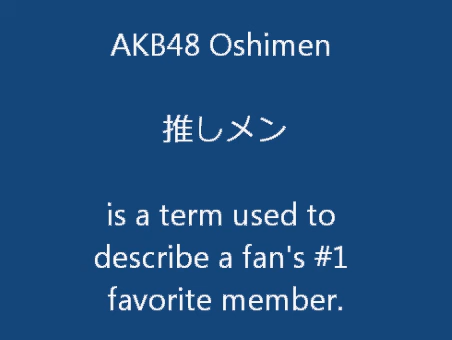 AKB48 Oshimen
推しメン
is a term used to
describe a fan's #1
favorite member.